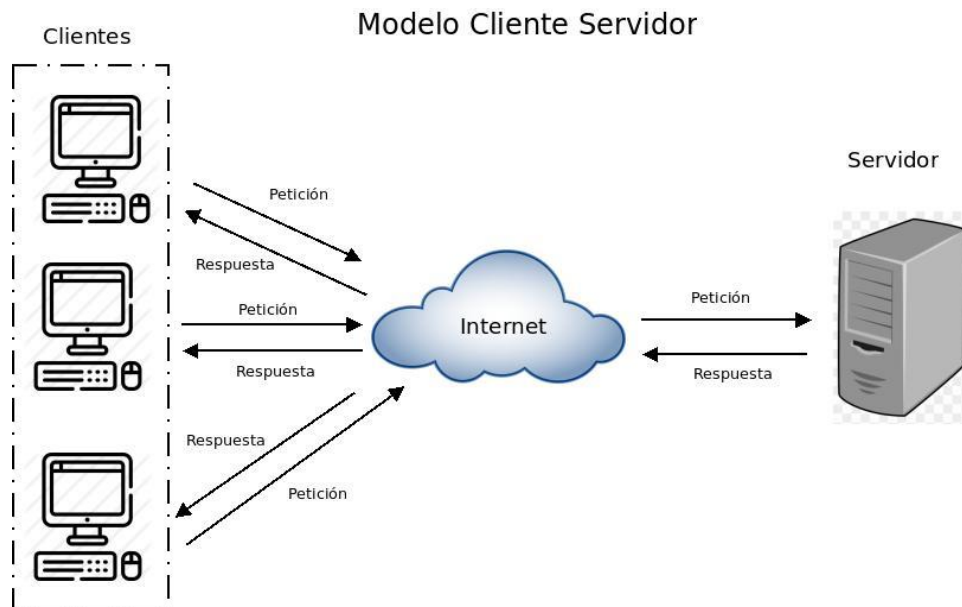 Modelo Cliente Servidor
Clientes
Servidor
Petición
Respuesta
Petición
Respuesta
Respuesta
Petición
Internet
Petición
Respuesta